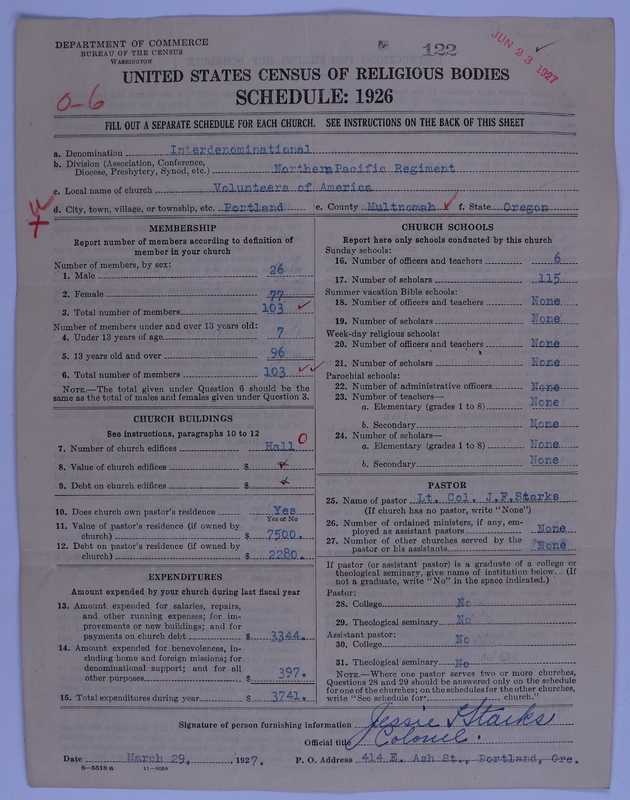 DEPARTMENT OF COMMERCE
BUREAU OF THE CENSUS
WASHINGTON
122
JUN 23 1927
UNITED STATES CENSUS OF RELIGIOUS BODIES
SCHEDULE: 1926
0-6
FILL OUT A SEPARATE SCHEDULE FOR EACH CHURCH. SEE INSTRUCTIONS ON THE BACK OF THIS SHEET
a. Denomination Interdenominational
b. Division (Association, Conference, Diocese, Presbytery, Synod, etc.) Northern Pacific Regiment
c. Local name of church Volunteers of America
d. City, town, village, or township, etc. Portland e. County Multnomah f. State Oregon
MEMBERSHIP
Report number of members according to definition of
member in your church
Number of members, by sex:
1. Male 26
2. Female 77
3. Total number of members 103
Number of members under and over 13 years old:
4. Under 13 years of age 7
5. 13 years old and over 96
6. Total number of members 103
NOTE.—The total given under Question 6 should be the
same as the total of males and females given under Question 3.
CHURCH BUILDINGS
See instructions, paragraphs 10 to 12
7. Number of church edifices Hall 0
8. Value of church edifices $
9. Debt on church edifices $
10. Does church own pastor's residence Yes
Yes or No
11. Value of pastor's residence (if owned by
church) $ 7500.
12. Debt on pastor's residence (if owned by
church) $ 2280.
EXPENDITURES
Amount expended by your church during last fiscal year
13. Amount expended for salaries, repairs,
and other running expenses; for im-
provements or new buildings; and for
payments on church debt $ 3344.
14. Amount expended for benevolences, in-
cluding home and foreign missions; for
denominational support; and for all
other purposes $ 397.
15. Total expenditures during year $ 3741.
CHURCH SCHOOLS
Report here only schools conducted by this church
Sunday schools:
16. Number of officers and teachers 6
17. Number of scholars 115
Summer vacation Bible schools:
18. Number of officers and teachers None
19. Number of scholars None
Week-day religious schools:
20. Number of officers and teachers None
21. Number of scholars None
Parochial schools:
22. Number of administrative officers None
23. Number of teachers—
a. Elementary (grades 1 to 8) None
b. Secondary None
24. Number of scholars—
a. Elementary (grades 1 to 8) None
b. Secondary None
PASTOR
25. Name of pastor Lt. Col. J.F.Starks
(If church has no pastor, write "None")
26. Number of ordained ministers, if any, em-
ployed as assistant pastors None
27. Number of other churches served by the
pastor or his assistants None
If pastor (or assistant pastor) is a graduate of a college or
theological seminary, give name of institution below. (If
not a graduate, write "No" in the space indicated.)
Pastor:
28. College No
29. Theological seminary No
Assistant pastor:
30. College No
31. Theological seminary No
NOTE.—Where one pastor serves two or more churches,
Questions 28 and 29 should be answered only on the schedule
for one of the churches; on the schedules for the other churches,
write "See schedule for church."
Signature of person furnishing information Jessie F Starks
Official title Colonel.
Date March 29, 1927. P. O. Address 414 E. Ash St., Portland, Ore.
8—5518 a 11—9054